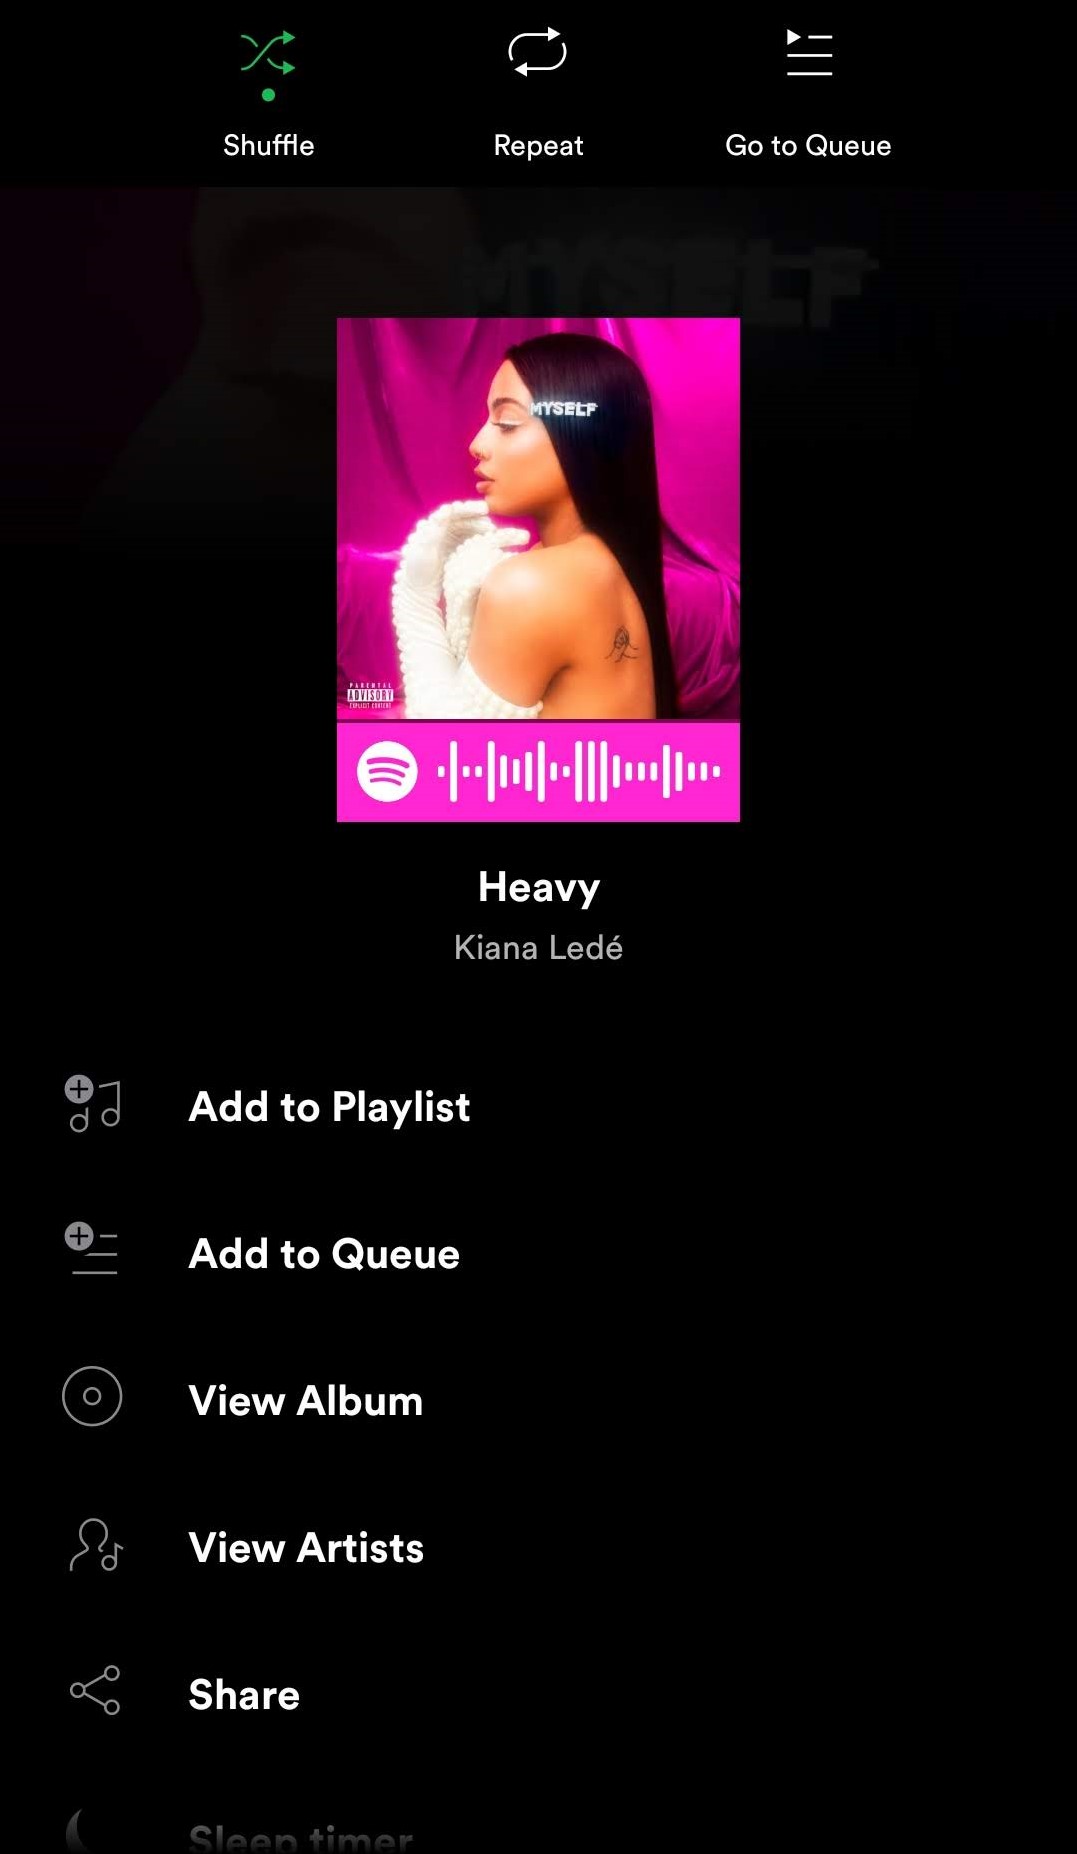 Shuffle
Repeat
Go to Queue
MYSELF
MYSELF
PARENTAL
ADVISORY
EXPLICIT CONTENT
Heavy
Kiana Ledé
Add to Playlist
Add to Queue
View Album
View Artists
Share
Sleep timer